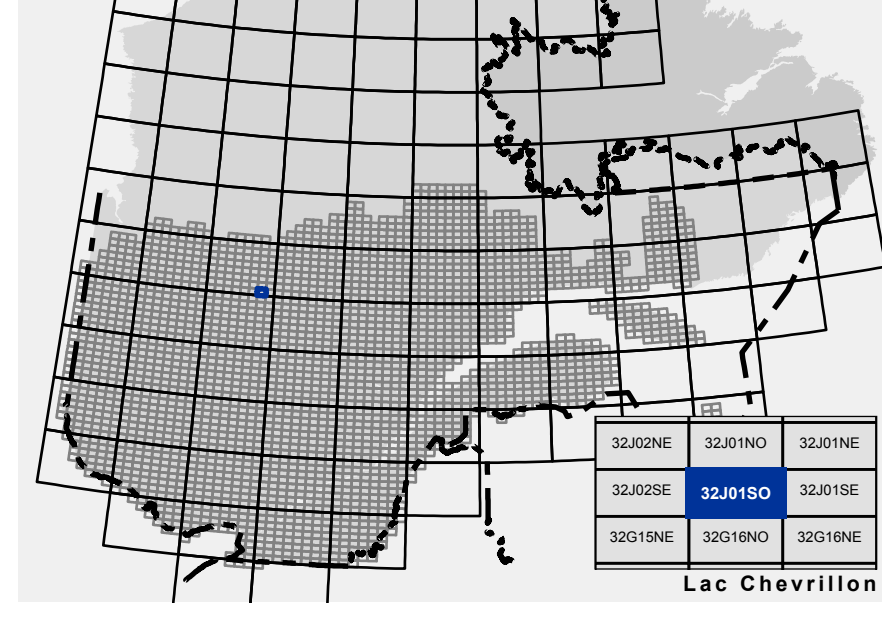 32J02NE 32J01NO 32J01NE
32J02SE 32J01SO 32J01SE
32G15NE 32G16NO 32G16NE
Lac Chevrillon